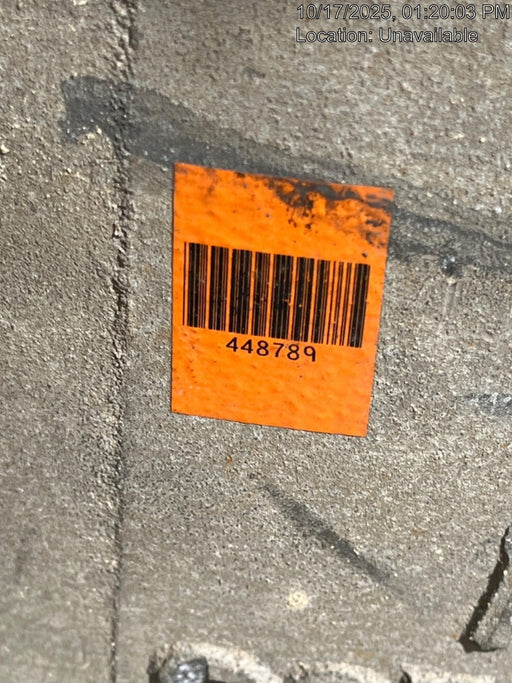 10/17/2025, 01:20:03 PM
Location: Unavailable
448789